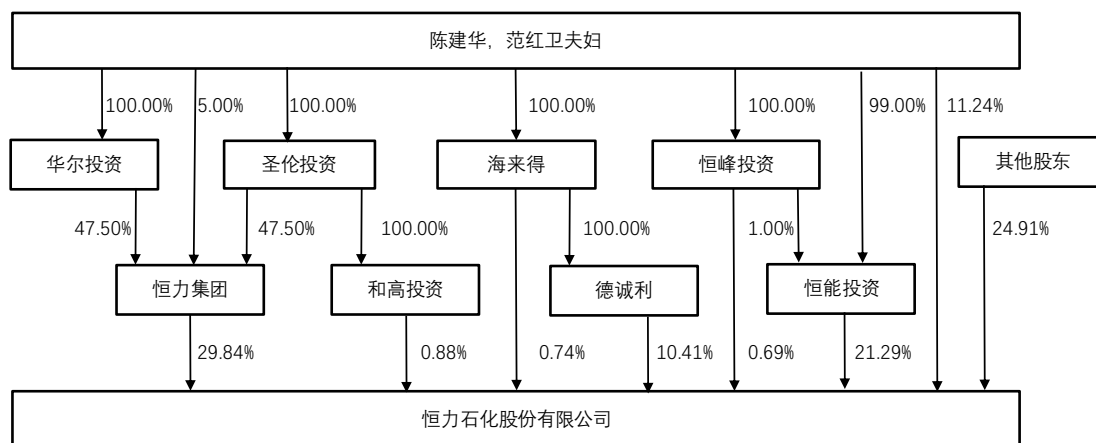 陈建华，范红卫夫妇
100.00%
5.00%
100.00%
100.00%
100.00%
99.00%
11.24%
华尔投资
圣伦投资
海来得
恒峰投资
其他股东
47.50%
47.50%
100.00%
100.00%
1.00%
24.91%
恒力集团
和高投资
德诚利
恒能投资
29.84%
0.88%
0.74%
10.41%
0.69%
21.29%
恒力石化股份有限公司